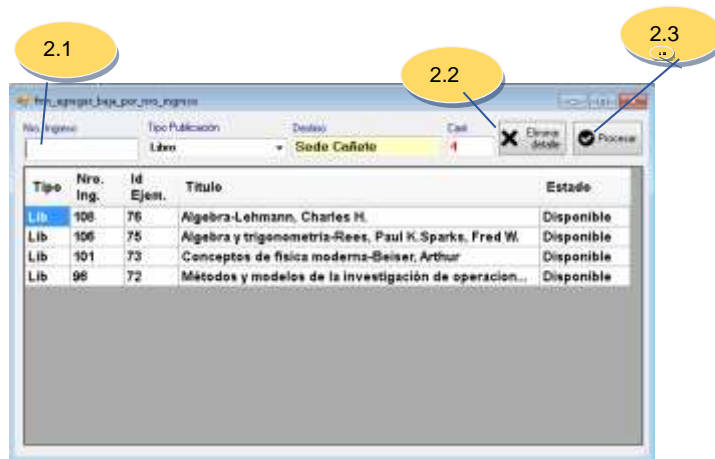 2.1
2.3
2.2
frm_agregar_baja_por_nro_ingreso
Nro. Ingreso Tipo Publicación Destino Cant
Libro Sede Cañete 4 Eliminar detalle Procesar
Tipo Nro. Ing. Id Ejem. Titulo Estado
Lib 108 76 Algebra-Lehmann, Charles H. Disponible
Lib 106 75 Algebra y trigonometria-Rees, Paul K.Sparks, Fred W. Disponible
Lib 101 73 Conceptos de fisica moderna-Beiser, Arthur Disponible
Lib 96 72 Métodos y modelos de la investigación de operacion... Disponible